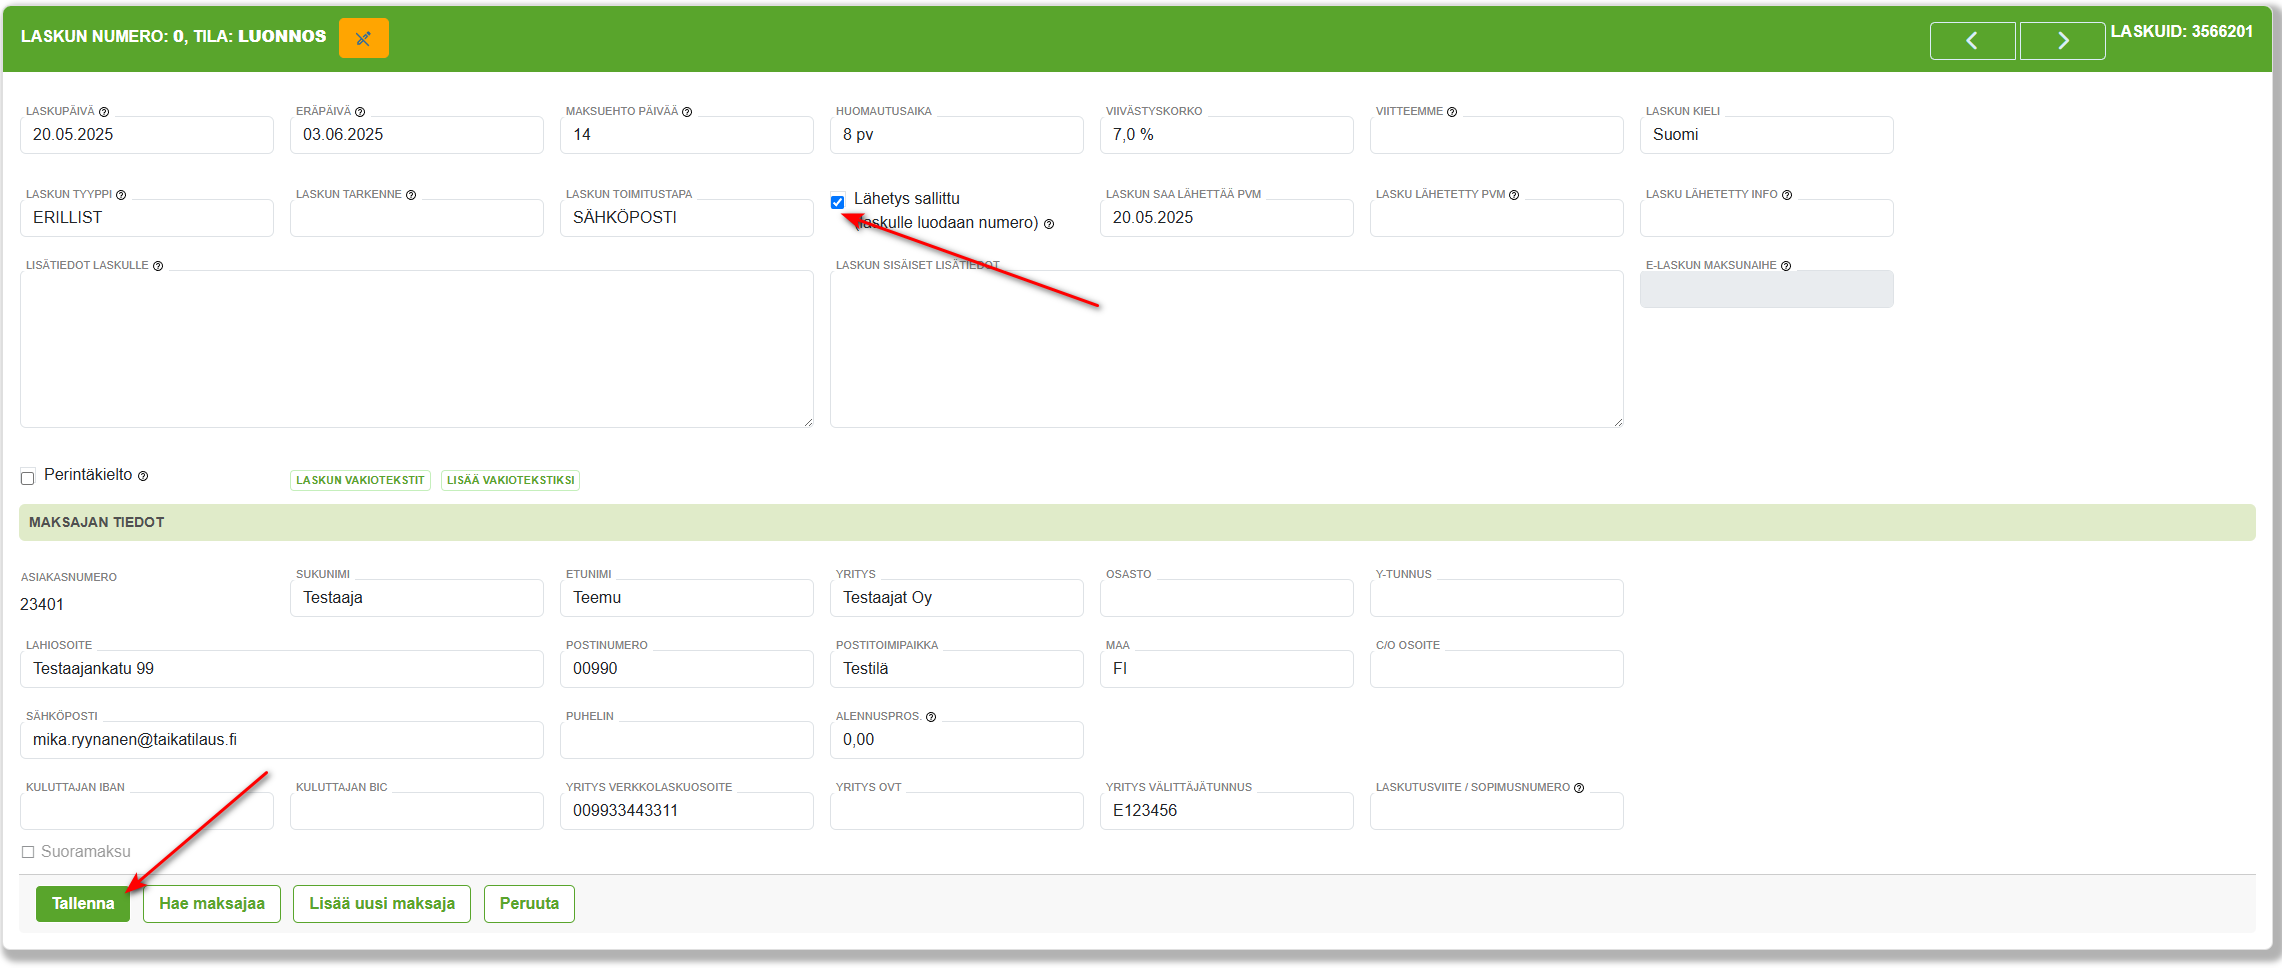 LASKUN NUMERO: 0, TILA: LUONNOS
LASKUID: 3566201
LASKUPÄIVÄ
20.05.2025
ERÄPÄIVÄ
03.06.2025
MAKSUEHTO PÄIVÄÄ
14
HUOMAUTUSAIKA
8 pv
VIIVÄSTYSKORKO
7,0 %
VIITTEEMME
LASKUN KIELI
Suomi
LASKUN TYYPPI
ERILLIST
LASKUN TARKENNE
LASKUN TOIMITUSTAPA
SÄHKÖPOSTI
Lähetys sallittu
(laskulle luodaan numero)
LASKUN SAA LÄHETTÄÄ PVM
20.05.2025
LASKU LÄHETETTY PVM
LASKU LÄHETETTY INFO
LISÄTIEDOT LASKULLE
LASKUN SISÄISET LISÄTIEDOT
E-LASKUN MAKSUNAIHE
Perintäkielto
LASKUN VAKIOTEKSTIT
LISÄÄ VAKIOTEKSTIKSI
MAKSAJAN TIEDOT
ASIAKASNUMERO
23401
SUKUNIMI
Testaaja
ETUNIMI
Teemu
YRITYS
Testaajat Oy
OSASTO
Y-TUNNUS
LAHIOSOITE
Testaajankatu 99
POSTINUMERO
00990
POSTITOIMIPAIKKA
Testilä
MAA
FI
C/O OSOITE
SÄHKÖPOSTI
mika.ryynanen@taikatilaus.fi
PUHELIN
ALENNUSPROS.
0,00
KULUTTAJAN IBAN
KULUTTAJAN BIC
YRITYS VERKKOLASKUOSOITE
009933443311
YRITYS OVT
YRITYS VÄLITTÄJÄTUNNUS
E123456
LASKUTUSVIITE / SOPIMUSNUMERO
Suoramaksu
Tallenna
Hae maksajaa
Lisää uusi maksaja
Peruuta